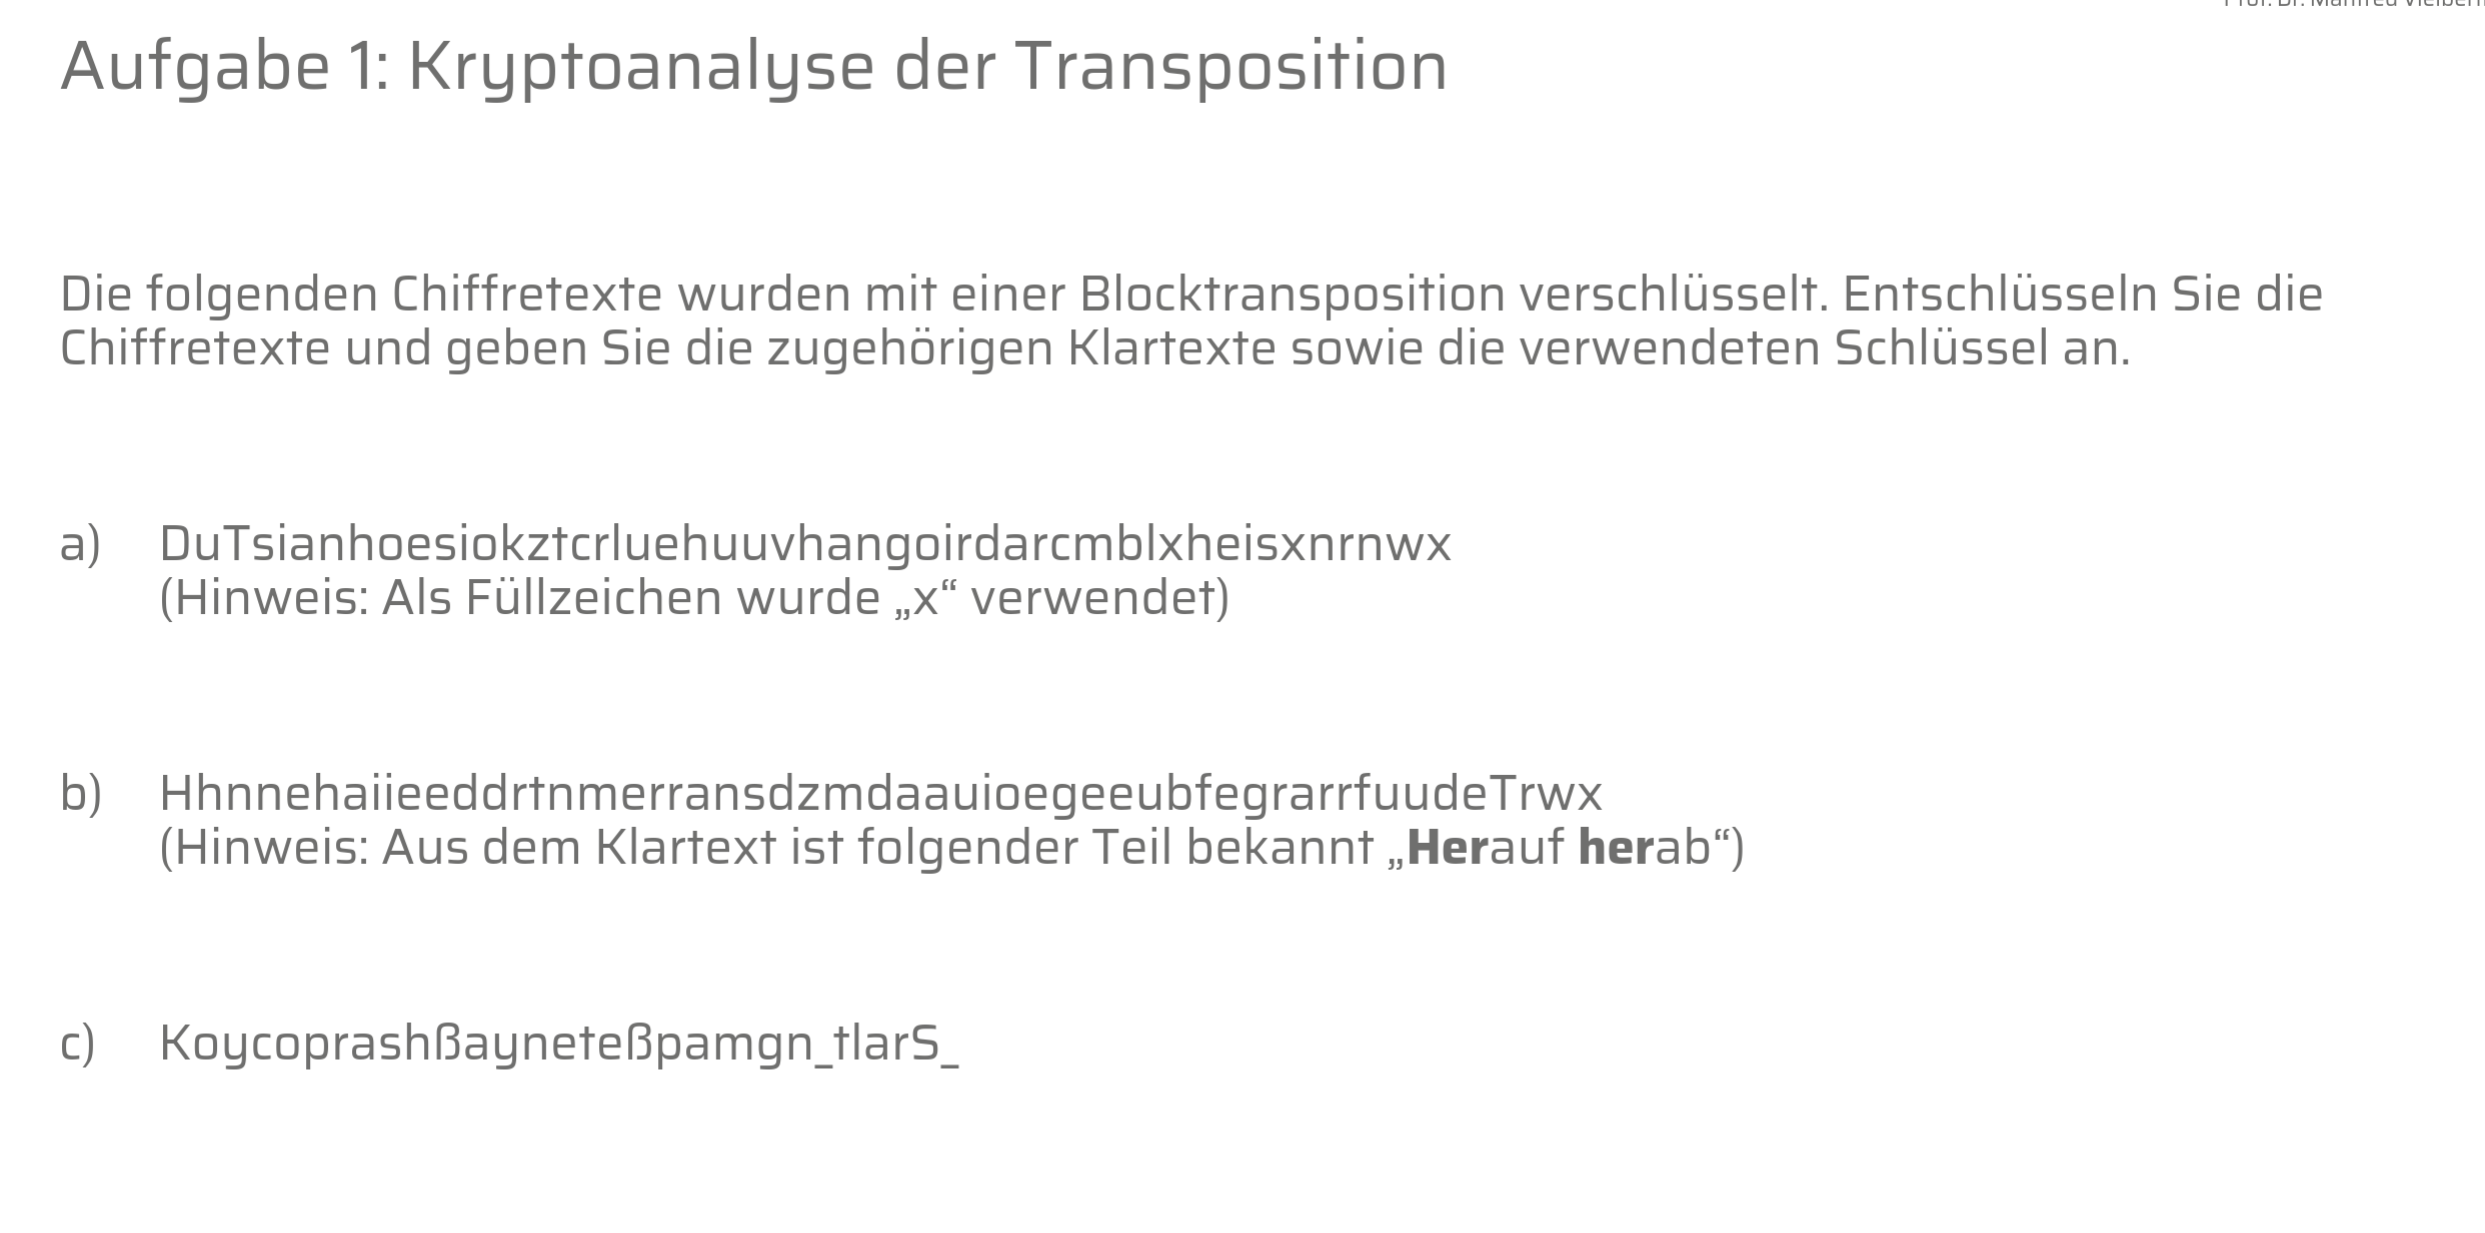 Aufgabe 1: Kryptoanalyse der Transposition
Die folgenden Chiffretexte wurden mit einer Blocktransposition verschlüsselt. Entschlüsseln Sie die
Chiffretexte und geben Sie die zugehörigen Klartexte sowie die verwendeten Schlüssel an.
a) DuTsianhoesiokztcrluehuuvhangoirdarcmblxheisxnrnwx
(Hinweis: Als Füllzeichen wurde „x“ verwendet)
b) HhnnehaiieeddrtnmerransdzmdaauioegeeubfegrarrfuudeTrwx
(Hinweis: Aus dem Klartext ist folgender Teil bekannt „Herauf herab“)
c) Koycoprashßayneteßpamgn_tlarS_